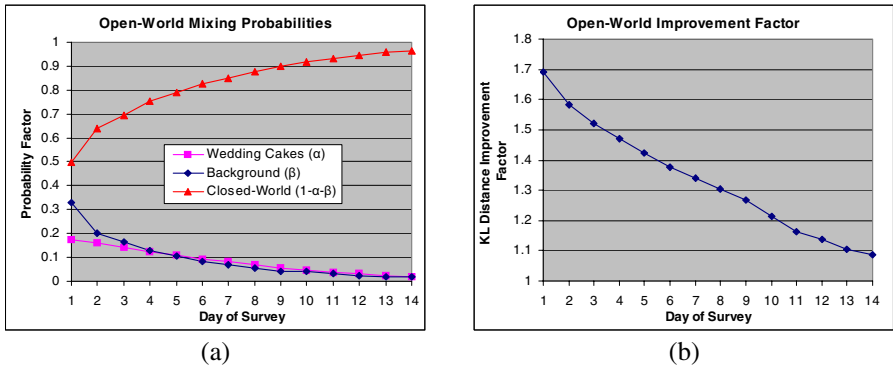 Open-World Mixing Probabilities
1
0.9
0.8
0.7
0.6
0.5
0.4
0.3
0.2
0.1
0
Probability Factor
Wedding Cakes (α)
Background (β)
Closed-World (1-α-β)
1 2 3 4 5 6 7 8 9 10 11 12 13 14
Day of Survey
(a)
Open-World Improvement Factor
1.8
1.7
1.6
1.5
1.4
1.3
1.2
1.1
1
KL Distance Improvement
Factor
1 2 3 4 5 6 7 8 9 10 11 12 13 14
Day of Survey
(b)